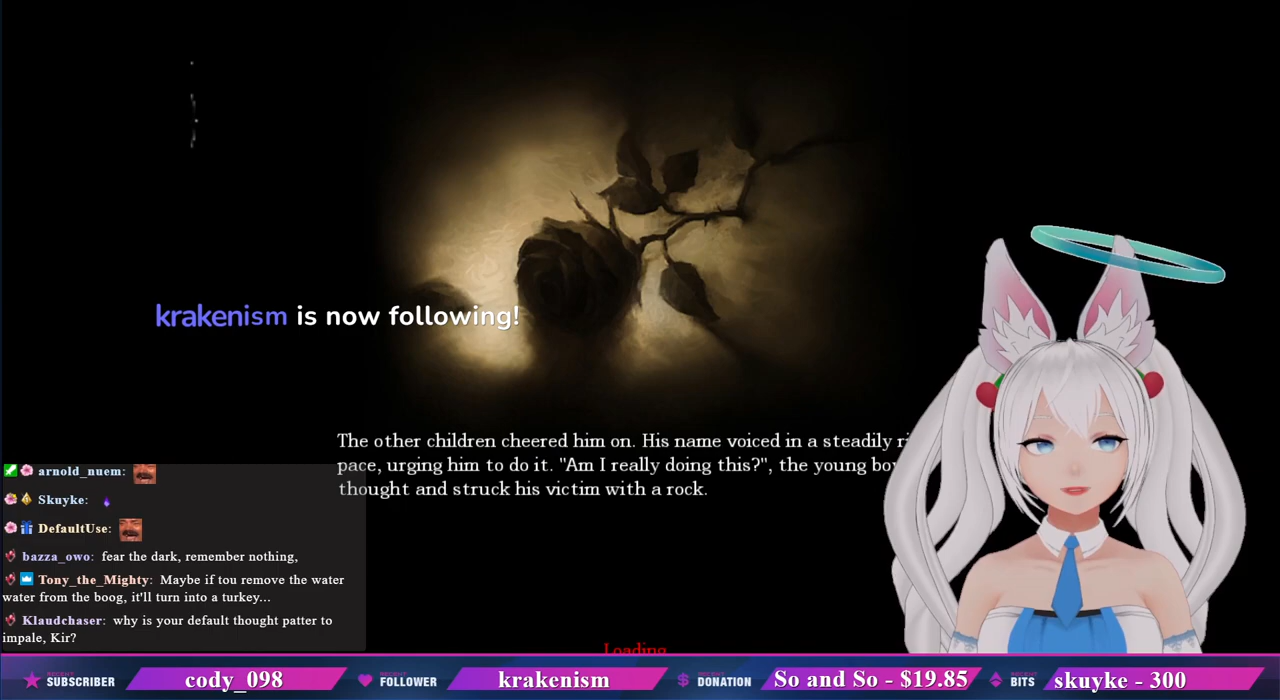 krakenism is now following!
The other children cheered him on. His name voiced in a steadily
pace, urging him to do it. "Am I really doing this?", the young
thought and struck his victim with a rock.
arnold_nuem:
Skuyke:
DefaultUse:
bazza_owo: fear the dark, remember nothing,
Tony_the_Mighty: Maybe if tou remove the water
water from the boog, it'll turn into a turkey...
Klaudchaser: why is your default thought patter to
impale, Kir?
Loading
SUBSCRIBER cody_098 FOLLOWER krakenism DONATION So and So - $19.85 BITS skuyke - 300